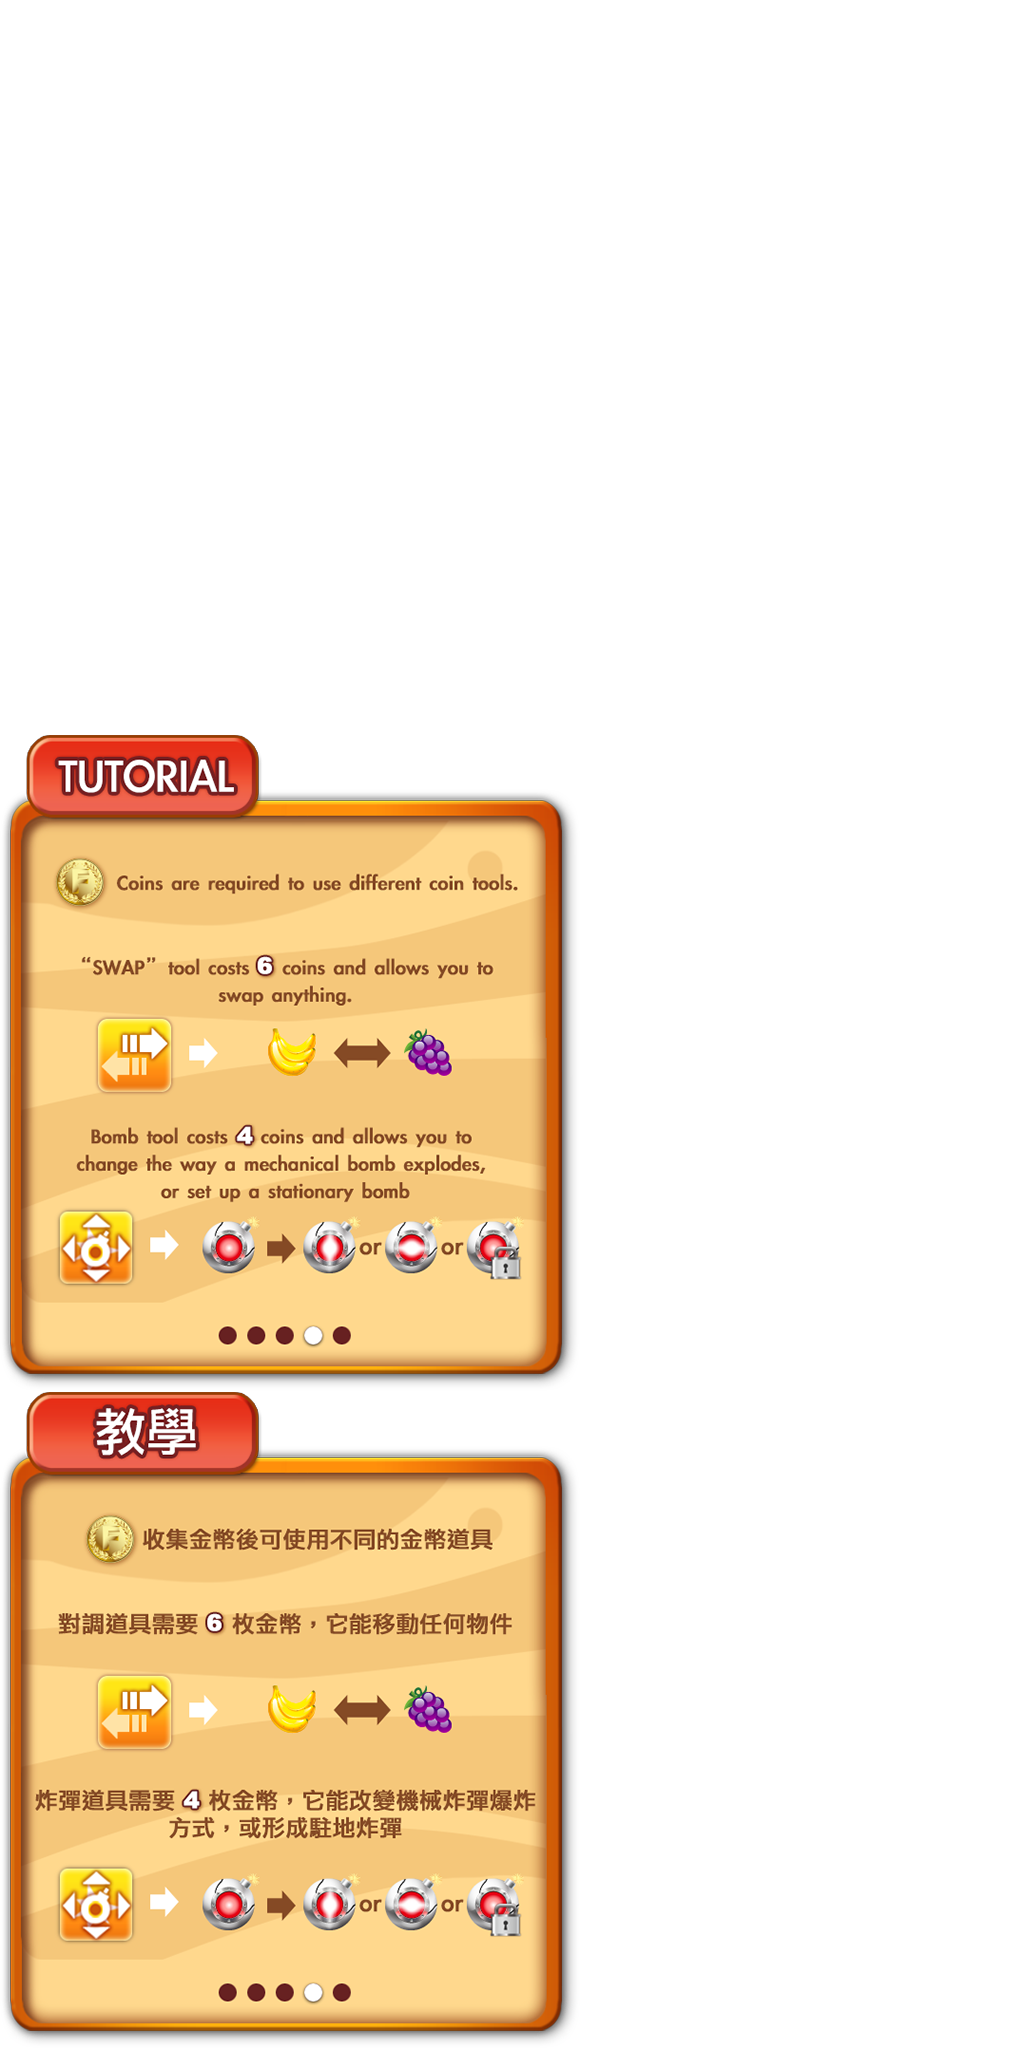 TUTORIAL
Coins are required to use different coin tools.
“SWAP” tool costs 6 coins and allows you to
swap anything.
Bomb tool costs 4 coins and allows you to
change the way a mechanical bomb explodes,
or set up a stationary bomb
or or
教學
收集金幣後可使用不同的金幣道具
對調道具需要 6 枚金幣，它能移動任何物件
炸彈道具需要 4 枚金幣，它能改變機械炸彈爆炸
方式，或形成駐地炸彈
or or